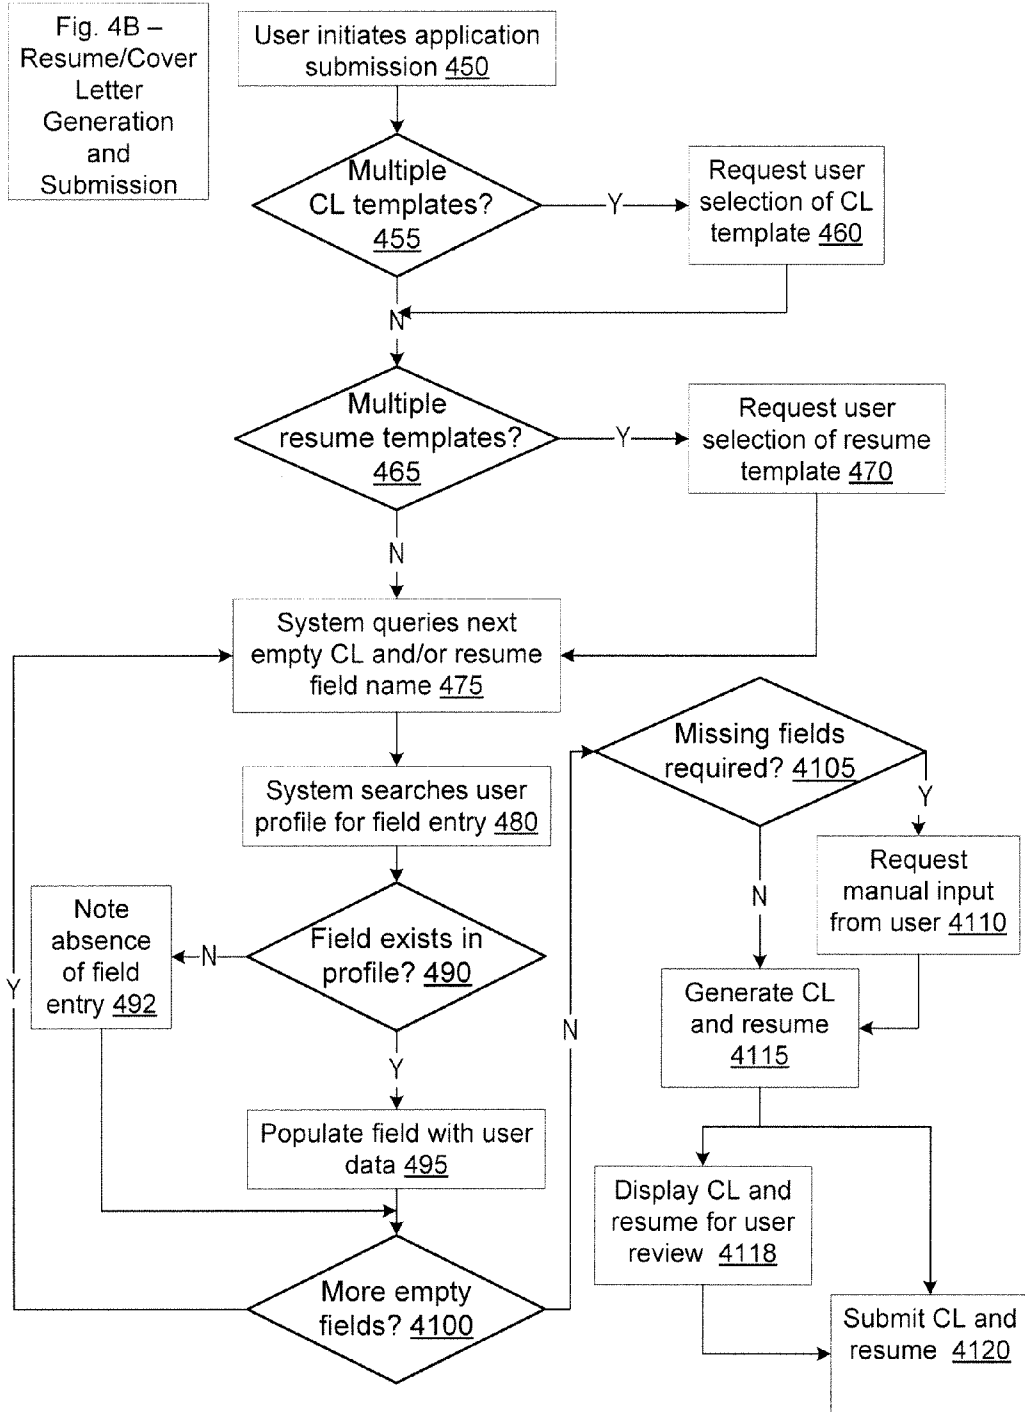 Fig. 4B –
Resume/Cover
Letter
Generation
and
Submission
User initiates application
submission 450
Multiple
CL templates?
455
Y
Request user
selection of CL
template 460
N
Multiple
resume templates?
465
Y
Request user
selection of resume
template 470
N
System queries next
empty CL and/or resume
field name 475
System searches user
profile for field entry 480
Field exists in
profile? 490
N
Note
absence
of field
entry 492
Y
Populate field with user
data 495
More empty
fields? 4100
Y
N
Missing fields
required? 4105
Y
Request
manual input
from user 4110
N
Generate CL
and resume
4115
Display CL and
resume for user
review 4118
Submit CL and
resume 4120